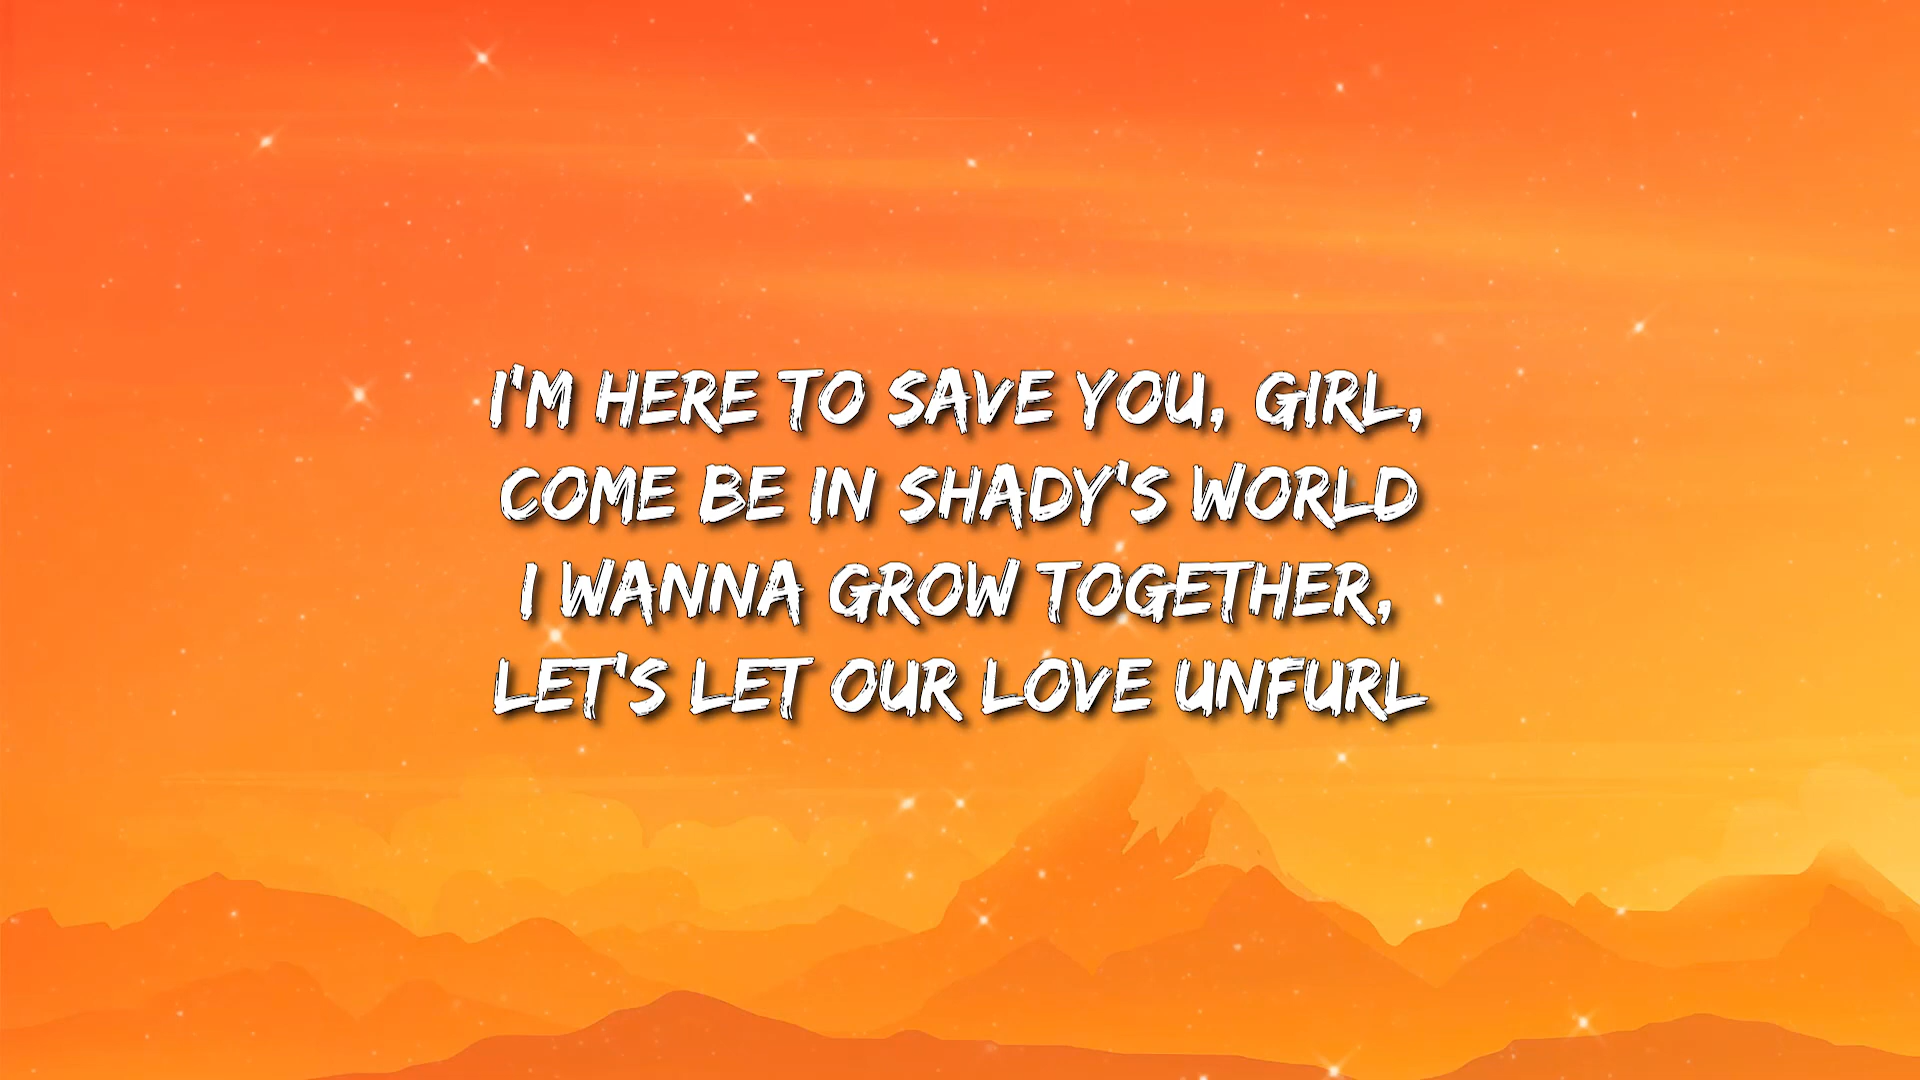 I'M HERE TO SAVE YOU, GIRL,
COME BE IN SHADY'S WORLD
I WANNA GROW TOGETHER,
LET'S LET OUR LOVE UNFURL